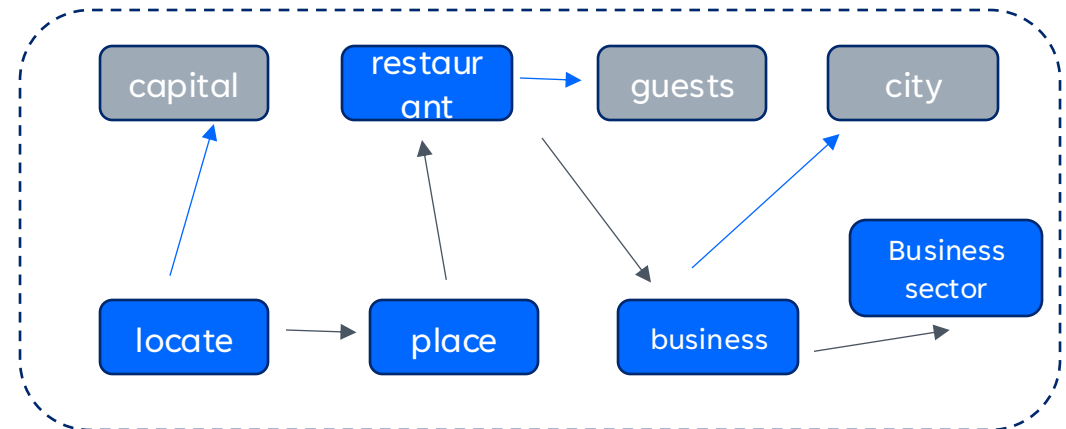 capital
restaur
ant
guests
city
Business
sector
locate
place
business